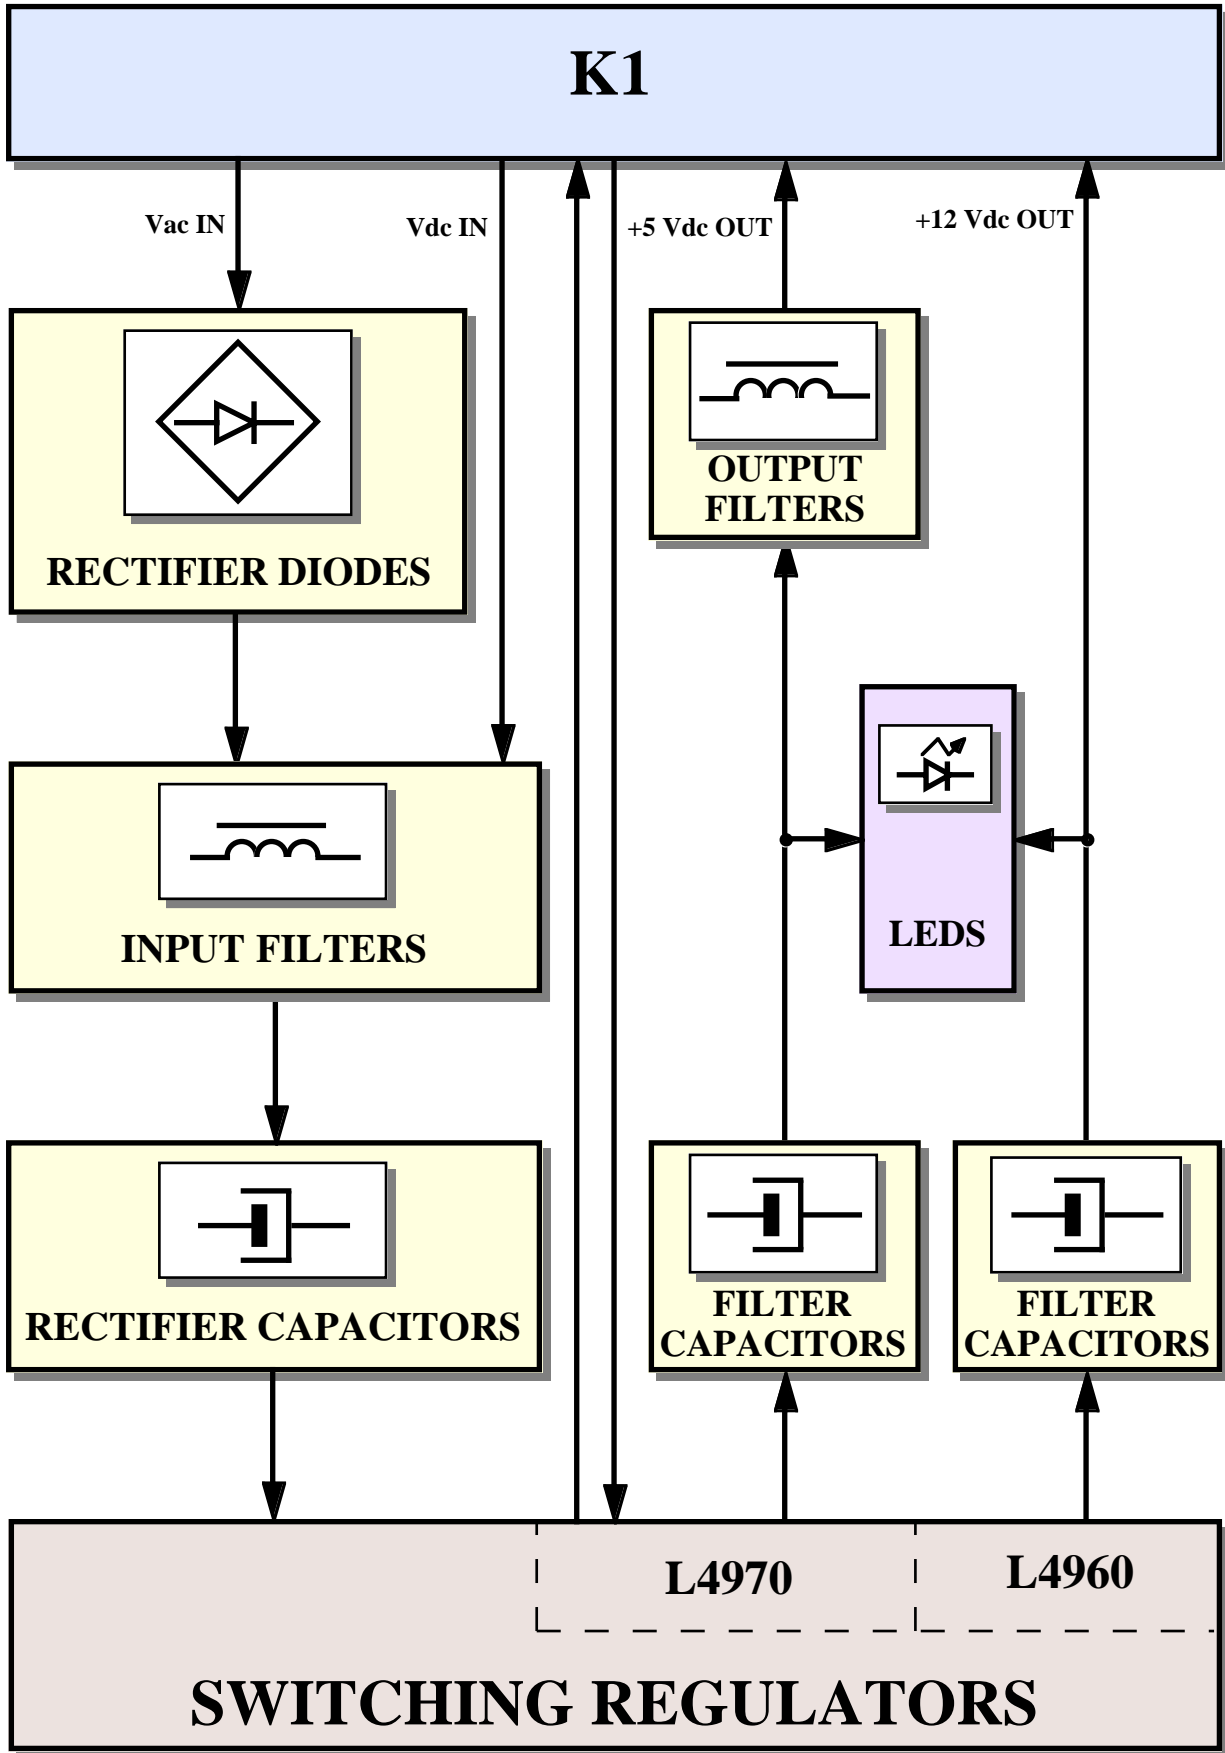 K1
Vac IN
Vdc IN
+5 Vdc OUT
+12 Vdc OUT
RECTIFIER DIODES
OUTPUT
FILTERS
INPUT FILTERS
LEDS
RECTIFIER CAPACITORS
FILTER
CAPACITORS
FILTER
CAPACITORS
L4970
L4960
SWITCHING REGULATORS